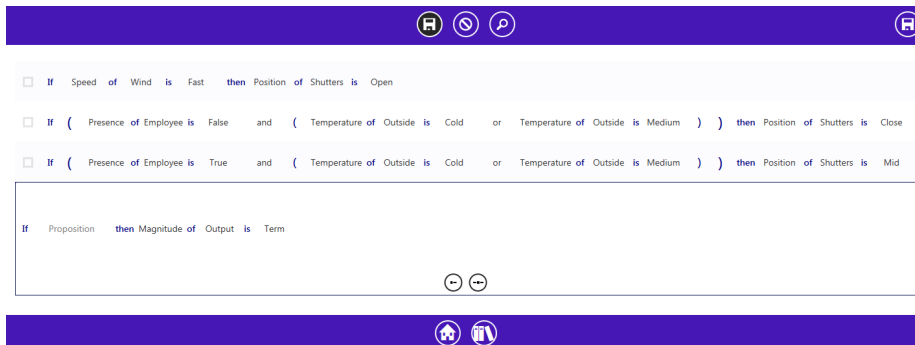 If Speed of Wind is Fast then Position of Shutters is Open
If ( Presence of Employee is False and ( Temperature of Outside is Cold or Temperature of Outside is Medium ) ) then Position of Shutters is Close
If ( Presence of Employee is True and ( Temperature of Outside is Cold or Temperature of Outside is Medium ) ) then Position of Shutters is Mid
If Proposition then Magnitude of Output is Term